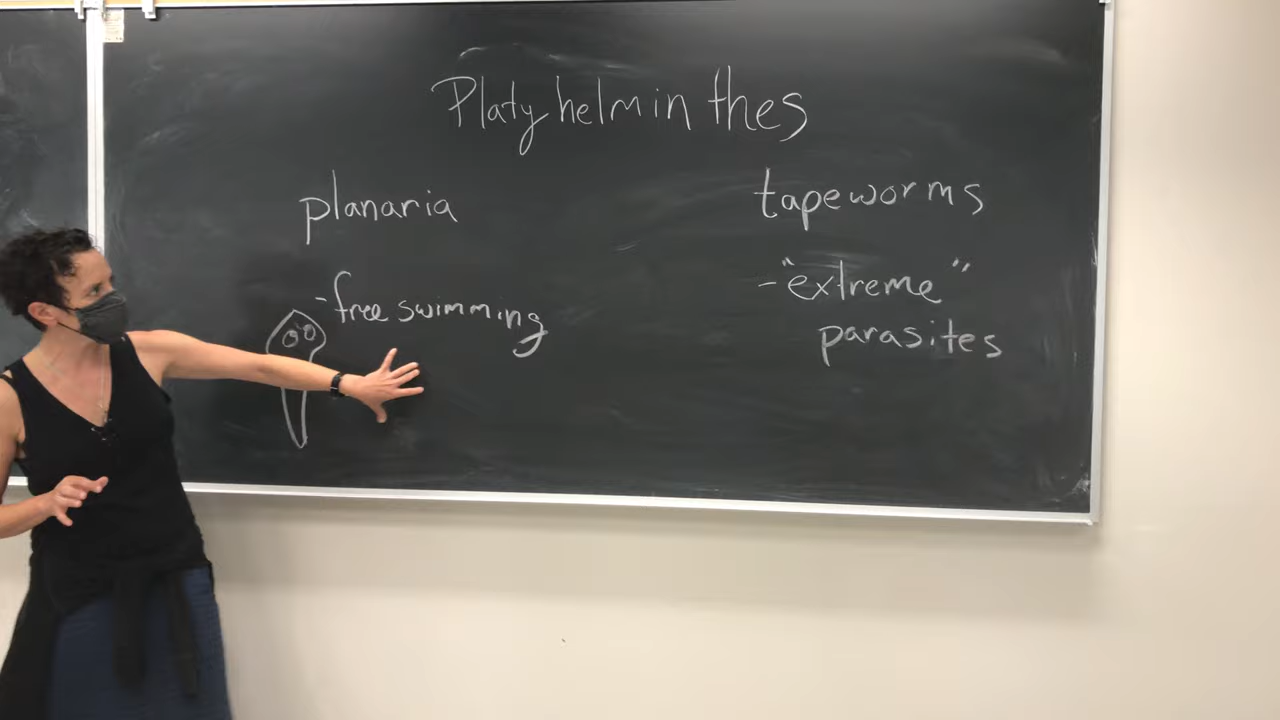 Platyhelminthes
planaria
- free swimming
tapeworms
- "extreme"
parasites